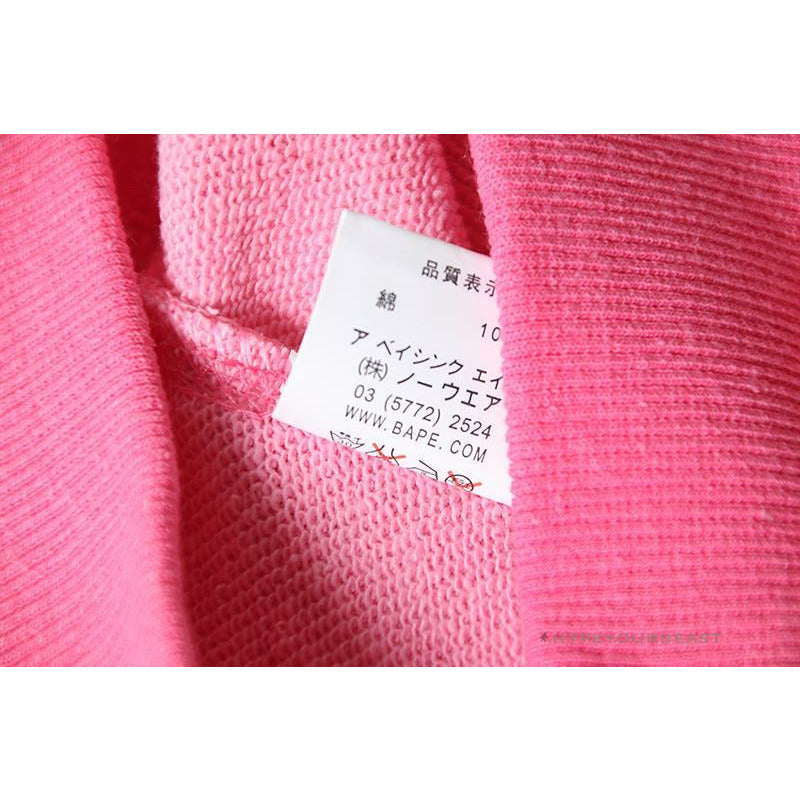 品質表示
綿
10
ア ベイシンク エイ
(株) ノーウエア
03 (5772) 2524
WWW.BAPE.COM